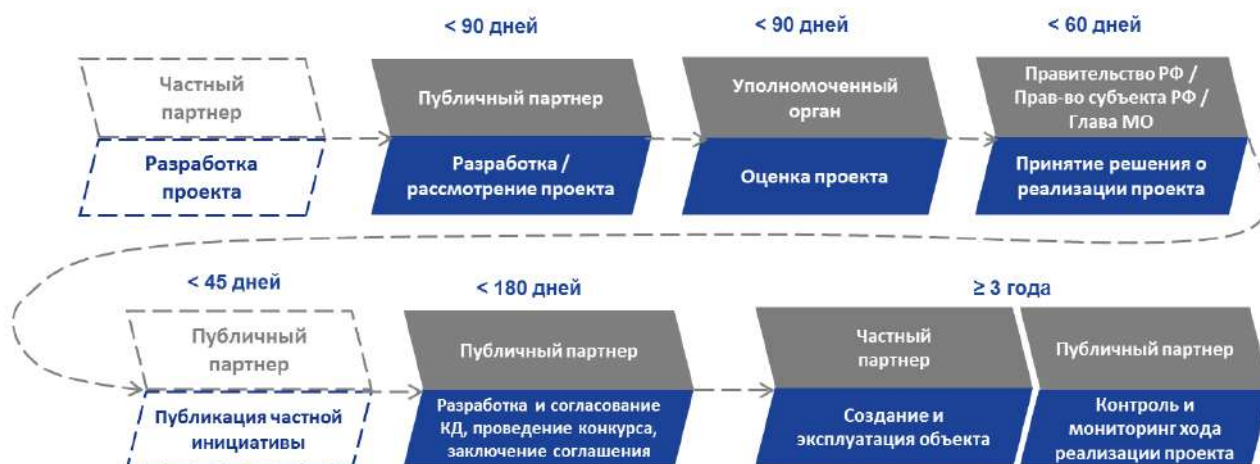 < 90 дней
< 90 дней
< 60 дней
Частный
партнер
Публичный партнер
Уполномоченный
орган
Правительство РФ /
Прав-во субъекта РФ /
Глава МО
Разработка
проекта
Разработка /
рассмотрение проекта
Оценка проекта
Принятие решения о
реализации проекта
< 45 дней
< 180 дней
≥ 3 года
Публичный
партнер
Публичный партнер
Частный
партнер
Публичный партнер
Публикация частной
инициативы
Разработка и согласование
КД, проведение конкурса,
заключение соглашения
Создание и
эксплуатация объекта
Контроль и
мониторинг хода
реализации проекта